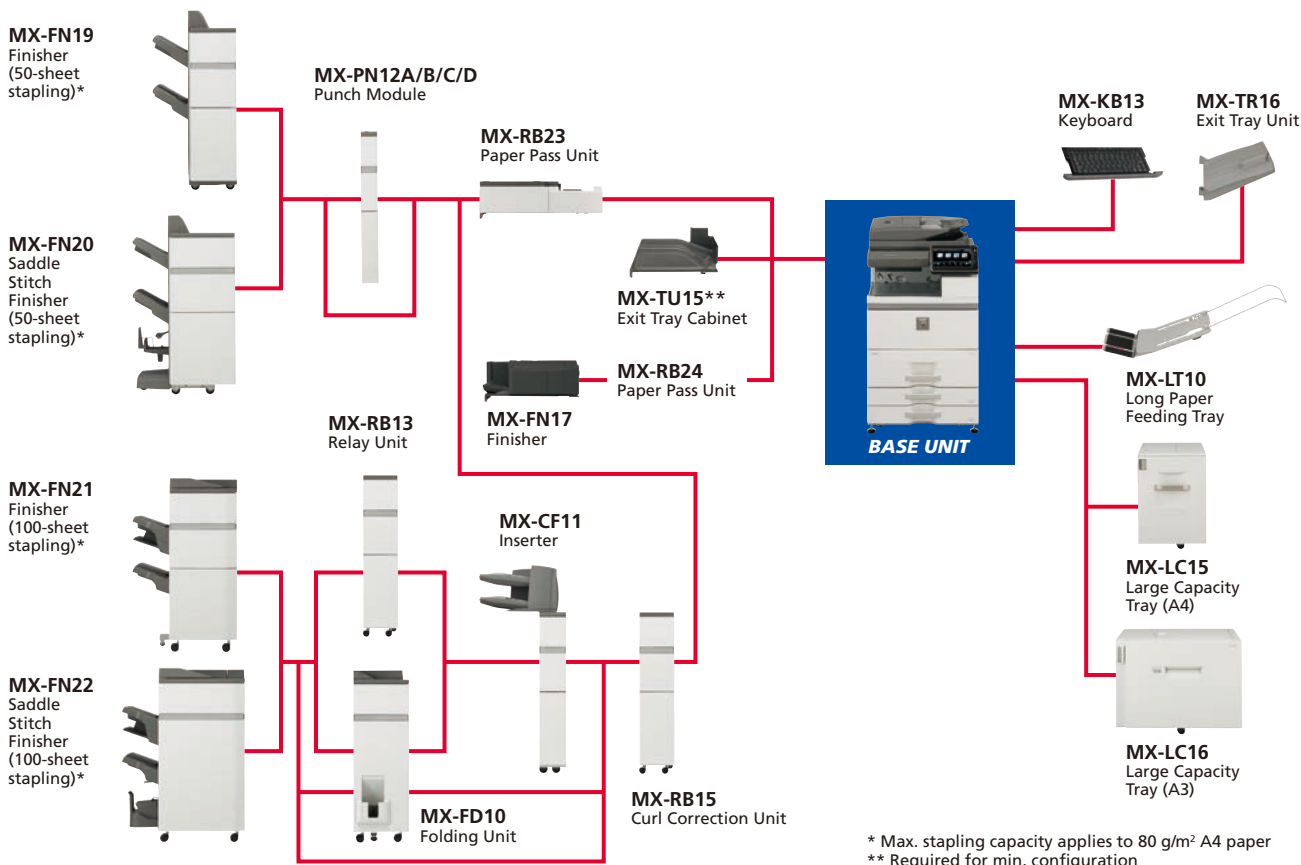 MX-FN19
Finisher
(50-sheet
stapling)*
MX-PN12A/B/C/D
Punch Module
MX-RB23
Paper Pass Unit
MX-KB13
Keyboard
MX-TR16
Exit Tray Unit
MX-FN20
Saddle
Stitch
Finisher
(50-sheet
stapling)*
MX-TU15**
Exit Tray Cabinet
MX-RB24
Paper Pass Unit
MX-FN17
Finisher
BASE UNIT
MX-LT10
Long Paper
Feeding Tray
MX-RB13
Relay Unit
MX-FN21
Finisher
(100-sheet
stapling)*
MX-CF11
Inserter
MX-LC15
Large Capacity
Tray (A4)
MX-FN22
Saddle
Stitch
Finisher
(100-sheet
stapling)*
MX-FD10
Folding Unit
MX-RB15
Curl Correction Unit
MX-LC16
Large Capacity
Tray (A3)
* Max. stapling capacity applies to 80 g/m² A4 paper
** Required for min. configuration